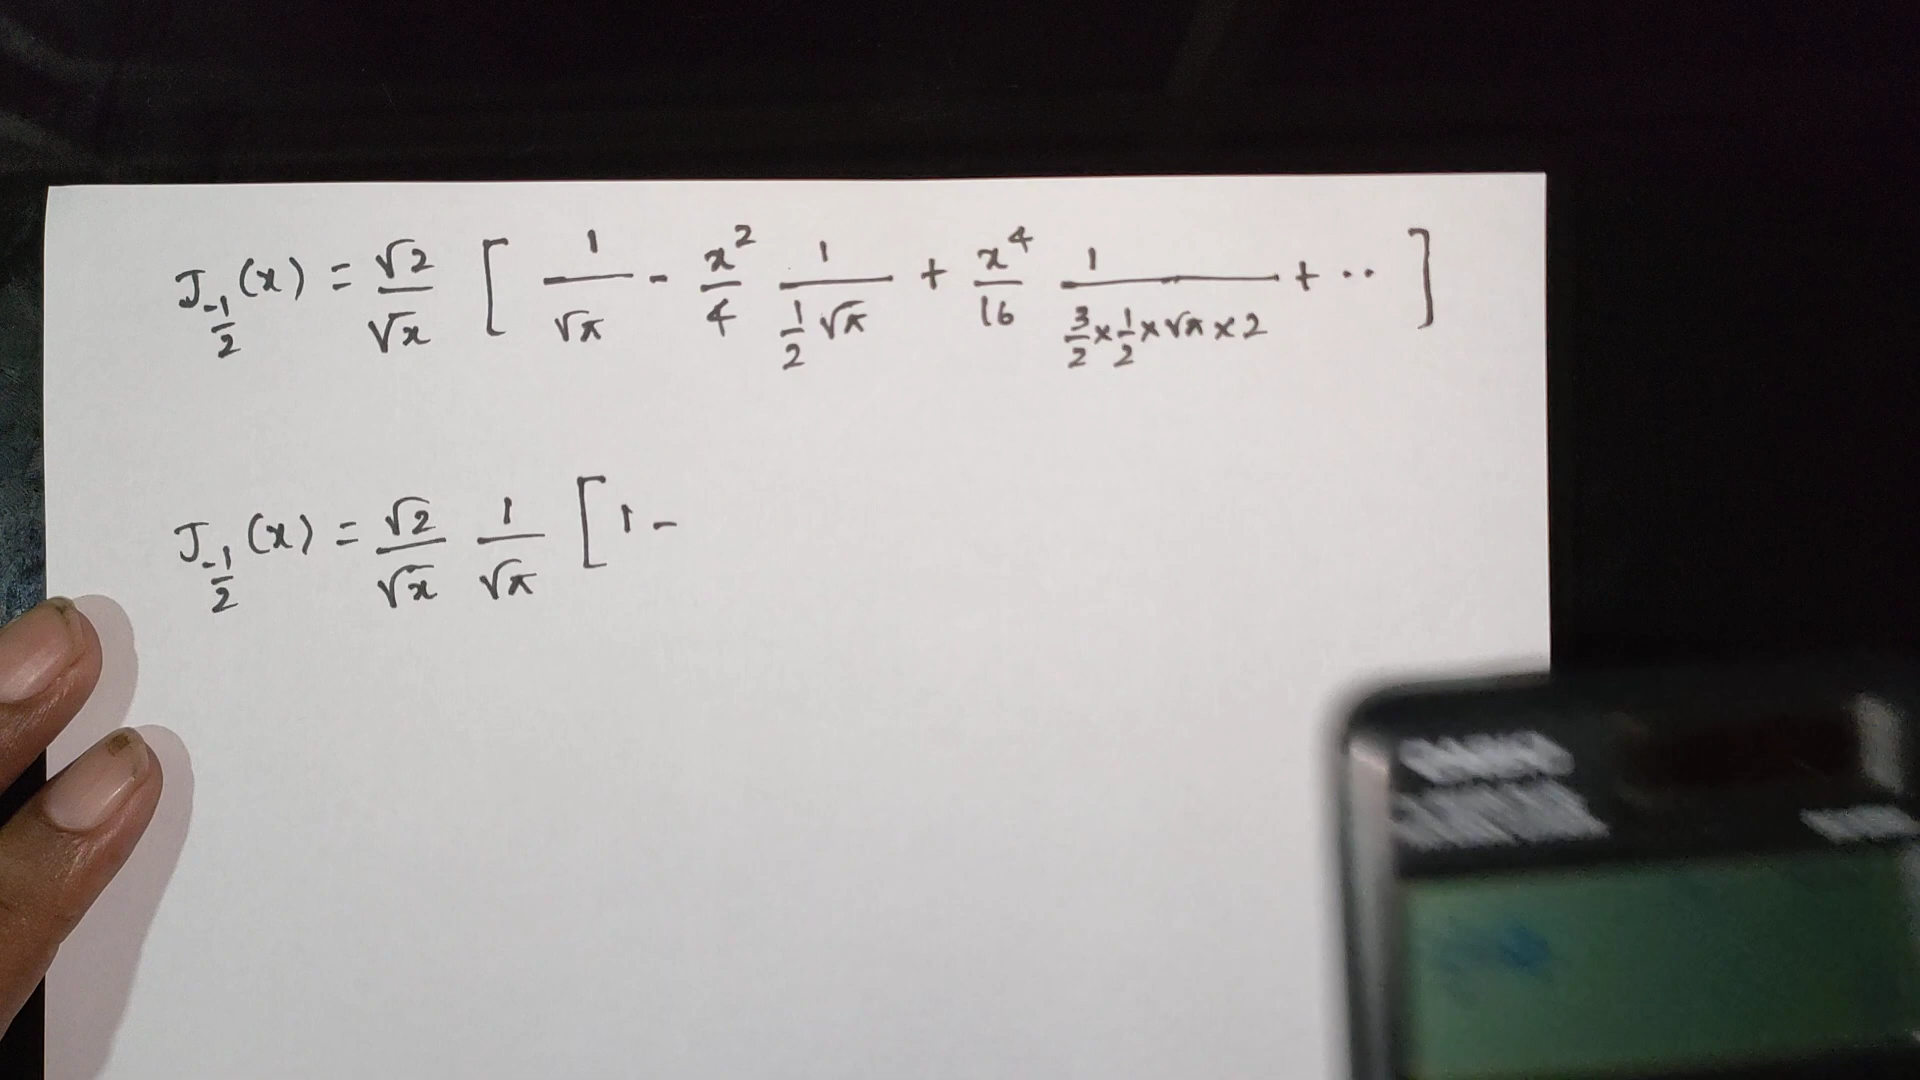 J_{-1/2}(x) = √2/√x [ 1/√π - x²/4 1/(1/2 √π) + x⁴/16 1/(3/2 × 1/2 × √π × 2) + ·· ]
J_{-1/2}(x) = √2/√x 1/√π [ 1 -